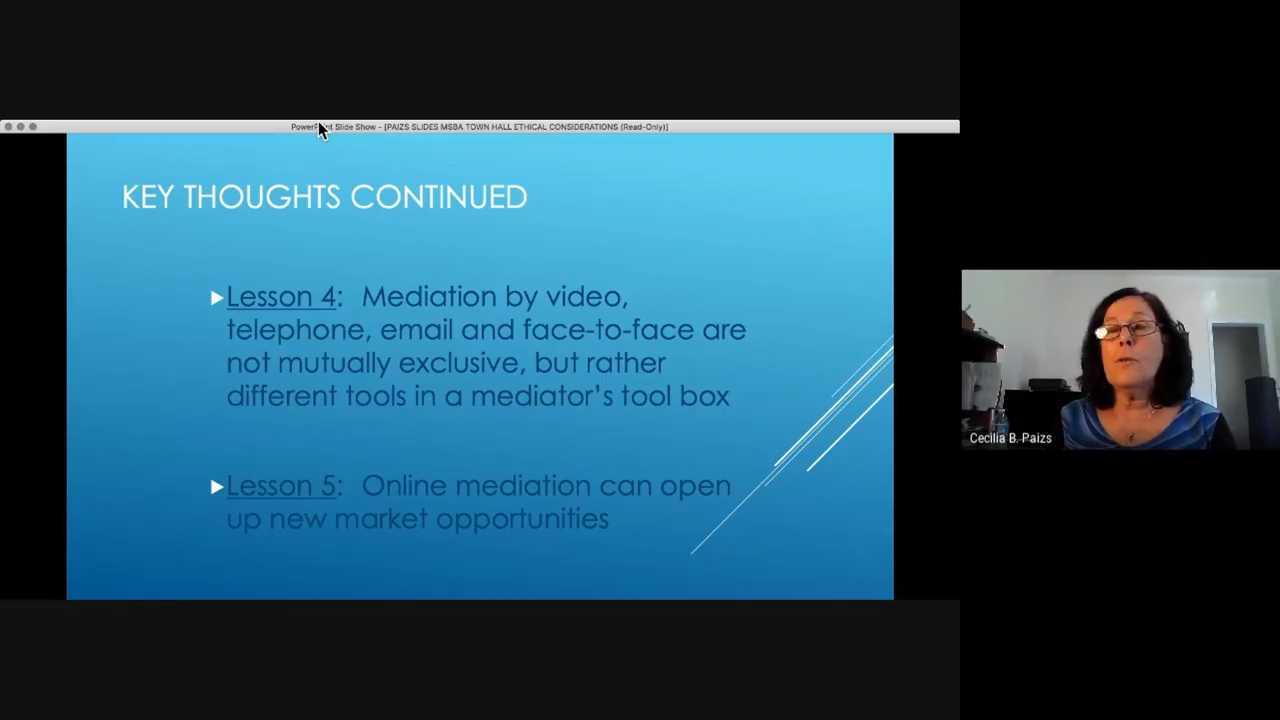 PowerPoint Slide Show - [PAIZS SLIDES MSBA TOWN HALL ETHICAL CONSIDERATIONS (Read-Only)]
KEY THOUGHTS CONTINUED
Lesson 4: Mediation by video,
telephone, email and face-to-face are
not mutually exclusive, but rather
different tools in a mediator’s tool box
Lesson 5: Online mediation can open
up new market opportunities
Cecilia B. Paizs